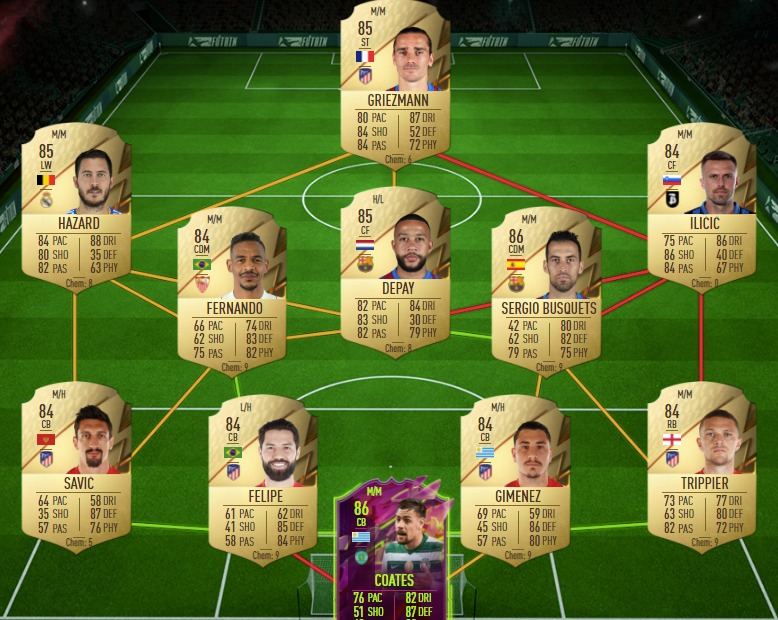 M/M
85
ST
GRIEZMANN
80 PAC 87 DRI
84 SHO 52 DEF
84 PAS 72 PHY
Chem: 6
M/M
85
LW
HAZARD
84 PAC 88 DRI
80 SHO 35 DEF
82 PAS 63 PHY
Chem: 8
M/M
84
CF
ILICIC
75 PAC 86 DRI
86 SHO 40 DEF
84 PAS 67 PHY
Chem: 0
M/M
84
CDM
FERNANDO
66 PAC 74 DRI
62 SHO 83 DEF
75 PAS 82 PHY
Chem: 9
H/L
85
CF
DEPAY
82 PAC 84 DRI
83 SHO 30 DEF
82 PAS 79 PHY
Chem: 8
M/M
86
CDM
SERGIO BUSQUETS
42 PAC 80 DRI
62 SHO 82 DEF
79 PAS 75 PHY
Chem: 9
M/H
84
CB
SAVIC
64 PAC 58 DRI
35 SHO 87 DEF
57 PAS 76 PHY
Chem: 5
L/H
84
CB
FELIPE
61 PAC 62 DRI
41 SHO 85 DEF
58 PAS 84 PHY
Chem: 9
M/M
86
CB
COATES
76 PAC 82 DRI
51 SHO 87 DEF
M/H
84
CB
GIMENEZ
69 PAC 59 DRI
45 SHO 86 DEF
57 PAS 80 PHY
Chem: 9
M/M
84
RB
TRIPPIER
73 PAC 77 DRI
63 SHO 80 DEF
82 PAS 72 PHY
Chem: 9